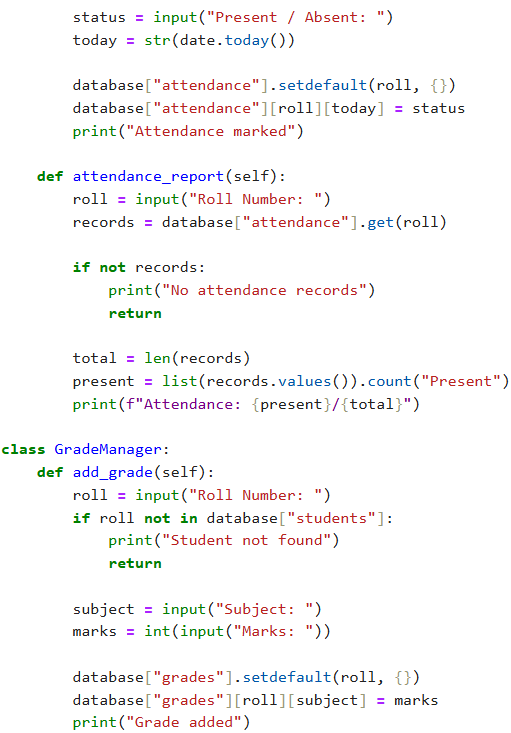 status = input("Present / Absent: ")
        today = str(date.today())

        database["attendance"].setdefault(roll, {})
        database["attendance"][roll][today] = status
        print("Attendance marked")

    def attendance_report(self):
        roll = input("Roll Number: ")
        records = database["attendance"].get(roll)

        if not records:
            print("No attendance records")
            return

        total = len(records)
        present = list(records.values()).count("Present")
        print(f"Attendance: {present}/{total}")

class GradeManager:
    def add_grade(self):
        roll = input("Roll Number: ")
        if roll not in database["students"]:
            print("Student not found")
            return

        subject = input("Subject: ")
        marks = int(input("Marks: "))

        database["grades"].setdefault(roll, {})
        database["grades"][roll][subject] = marks
        print("Grade added")